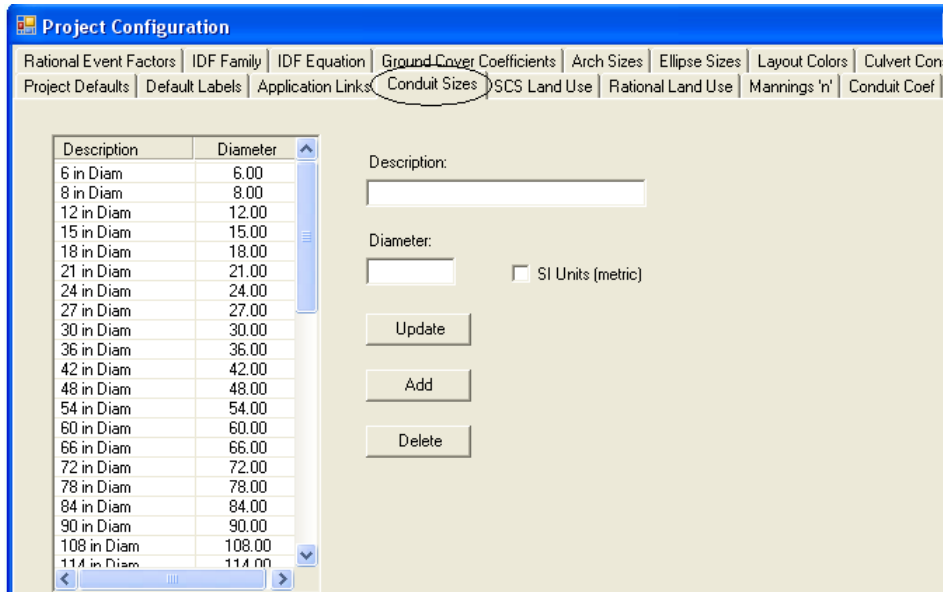 Project Configuration
Rational Event Factors IDF Family IDF Equation Ground Cover Coefficients Arch Sizes Ellipse Sizes Layout Colors Culvert Con
Project Defaults Default Labels Application Links Conduit Sizes SCS Land Use Rational Land Use Mannings 'n' Conduit Coef
Description Diameter
6 in Diam 6.00
8 in Diam 8.00
12 in Diam 12.00
15 in Diam 15.00
18 in Diam 18.00
21 in Diam 21.00
24 in Diam 24.00
27 in Diam 27.00
30 in Diam 30.00
36 in Diam 36.00
42 in Diam 42.00
48 in Diam 48.00
54 in Diam 54.00
60 in Diam 60.00
66 in Diam 66.00
72 in Diam 72.00
78 in Diam 78.00
84 in Diam 84.00
90 in Diam 90.00
108 in Diam 108.00
114 in Diam 114.00
Description:
Diameter:
SI Units (metric)
Update
Add
Delete